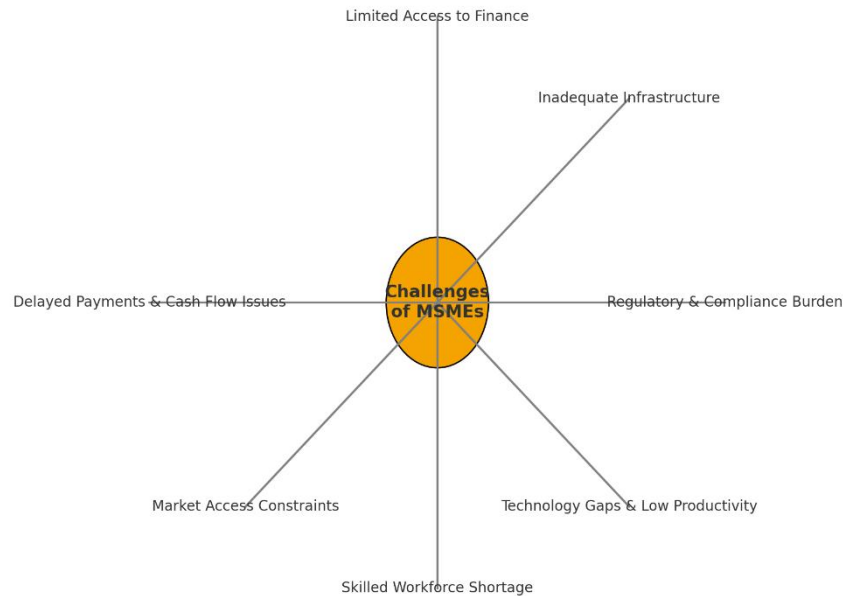 Limited Access to Finance
Inadequate Infrastructure
Challenges
of MSMEs
Delayed Payments & Cash Flow Issues
Regulatory & Compliance Burden
Market Access Constraints
Technology Gaps & Low Productivity
Skilled Workforce Shortage